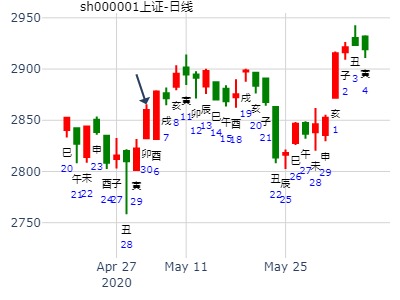 sh000001上证-日线
2950
2900
2850
2800
2750
巳
20
午
21
未
22
申
23
酉
24
子
27
丑
28
寅
29
卯
30
酉
6
戌
7
亥
8
寅
11
卯
12
辰
13
巳
14
午
15
酉
18
戌
19
亥
20
子
21
丑
22
辰
25
巳
26
午
27
未
28
申
29
亥
1
子
2
丑
3
寅
4
Apr 27
2020
May 11
May 25